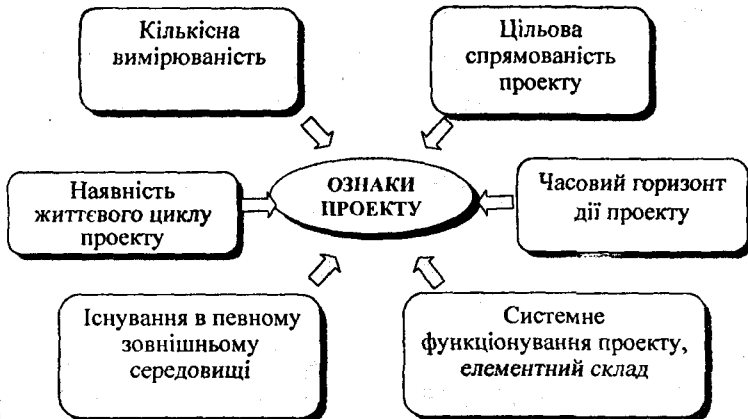 Кількісна
вимірюваність
Цільова
спрямованість
проекту
Наявність
життєвого циклу
проекту
ОЗНАКИ
ПРОЕКТУ
Часовий горизонт
дії проекту
Існування в певному
зовнішньому
середовищі
Системне
функціонування проекту,
елементний склад